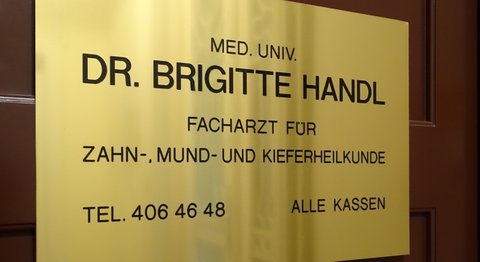 MED. UNIV.
DR. BRIGITTE HANDL
FACHARZT FÜR
ZAHN-, MUND- UND KIEFERHEILKUNDE
TEL. 406 46 48 ALLE KASSEN